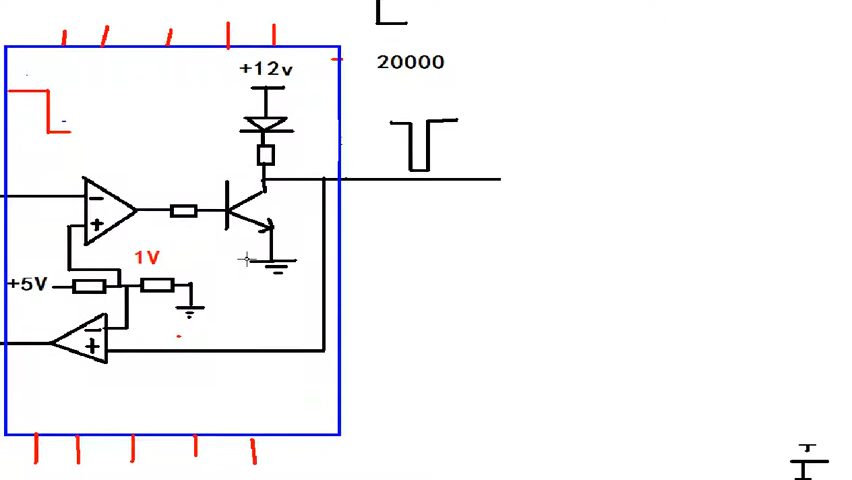 20000
+12v
−
+
1V
+5V
−
+